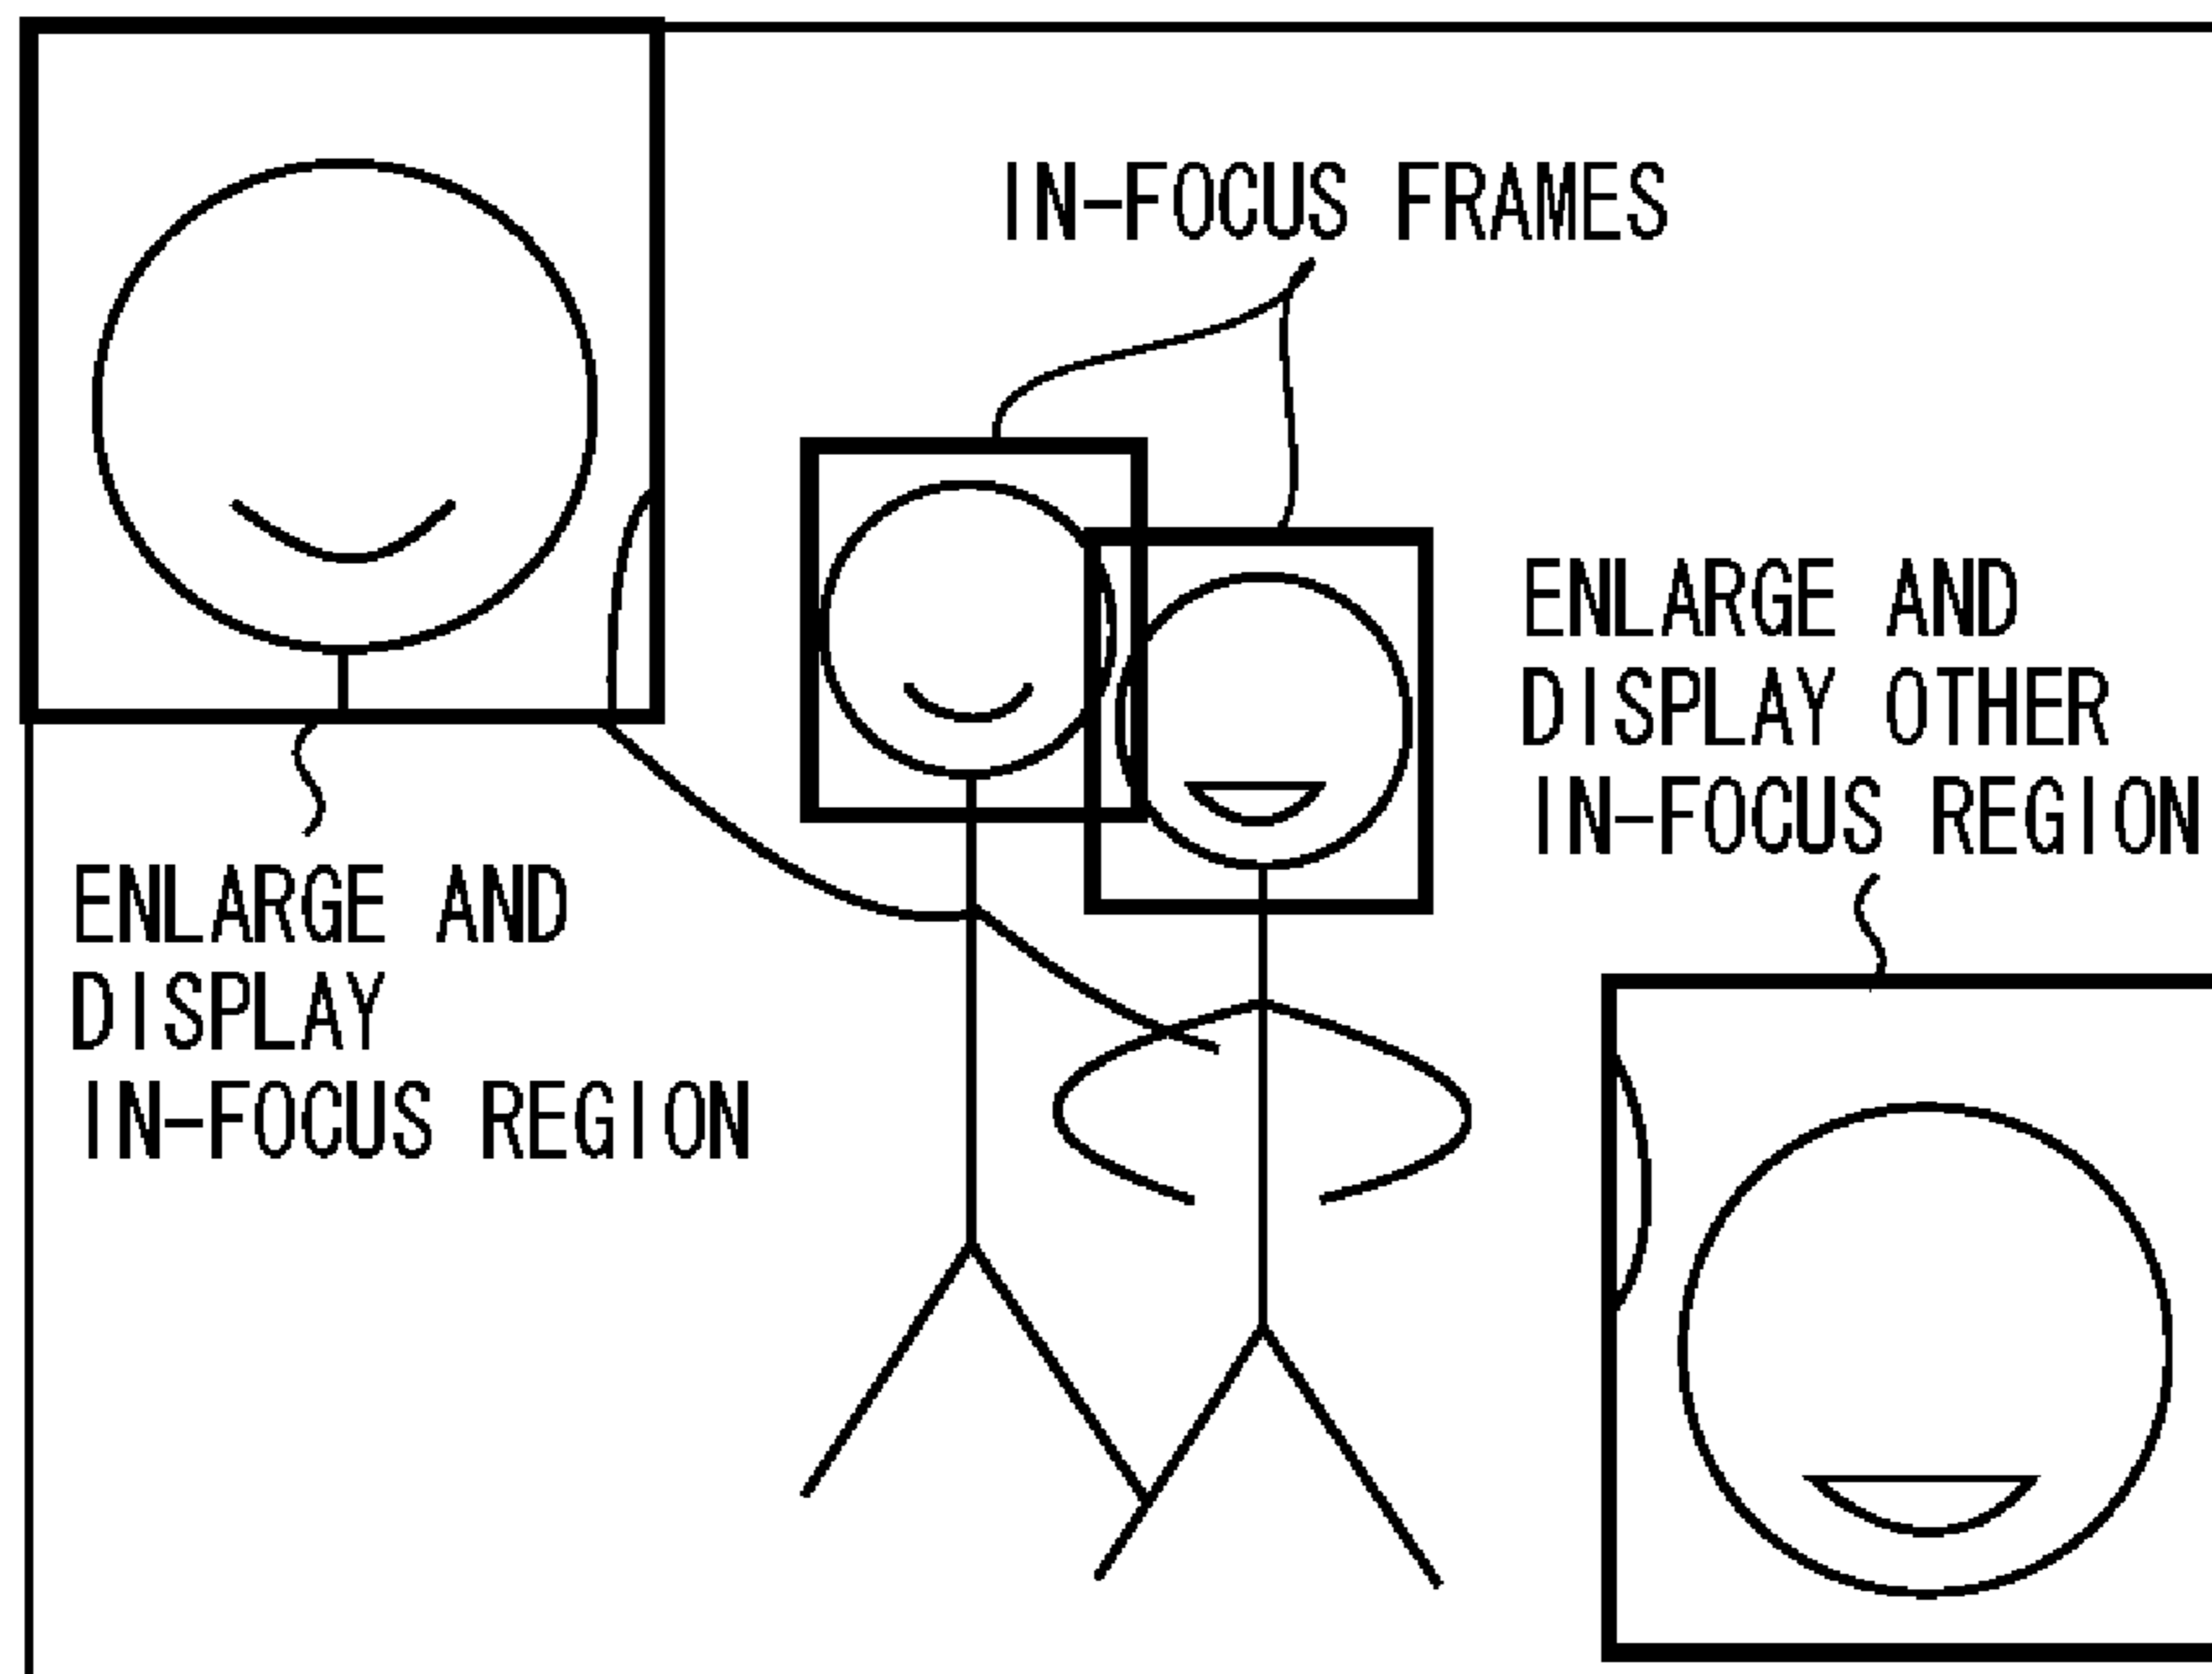 IN-FOCUS FRAMES
ENLARGE AND
DISPLAY OTHER
IN-FOCUS REGION
ENLARGE AND
DISPLAY
IN-FOCUS REGION